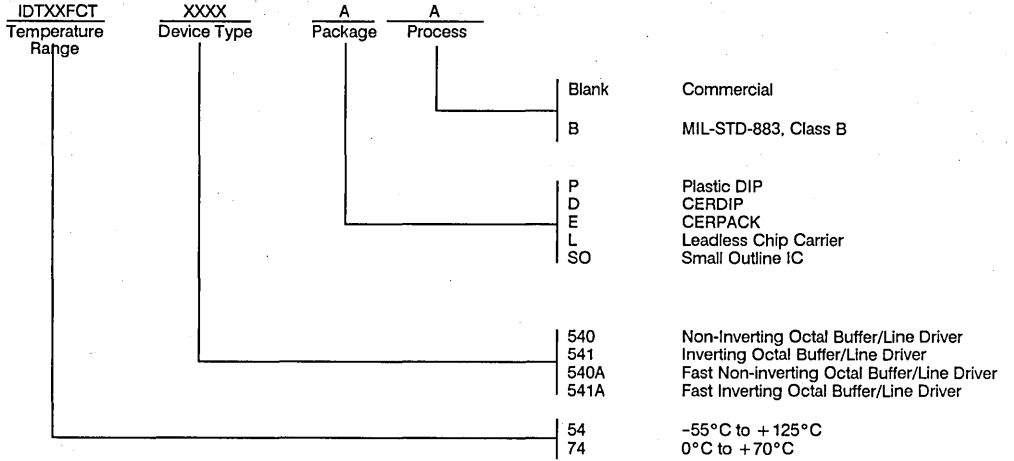 IDTXXFCT XXXX A A
Temperature Range Device Type Package Process
Blank Commercial
B MIL-STD-883, Class B
P Plastic DIP
D CERDIP
E CERPACK
L Leadless Chip Carrier
SO Small Outline IC
540 Non-Inverting Octal Buffer/Line Driver
541 Inverting Octal Buffer/Line Driver
540A Fast Non-inverting Octal Buffer/Line Driver
541A Fast Inverting Octal Buffer/Line Driver
54 -55°C to +125°C
74 0°C to +70°C